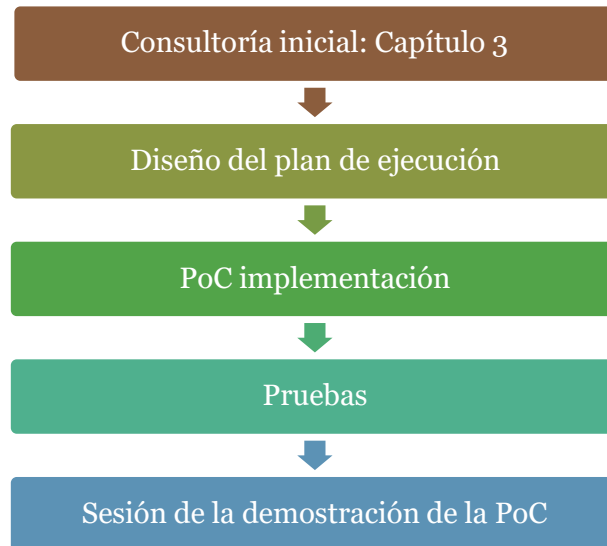 Consultoría inicial: Capítulo 3
Diseño del plan de ejecución
PoC implementación
Pruebas
Sesión de la demostración de la PoC